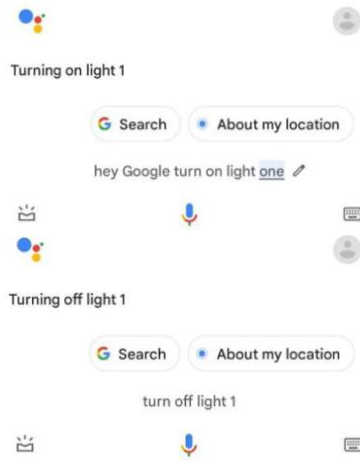 Turning on light 1
Search About my location
hey Google turn on light one
Turning off light 1
Search About my location
turn off light 1